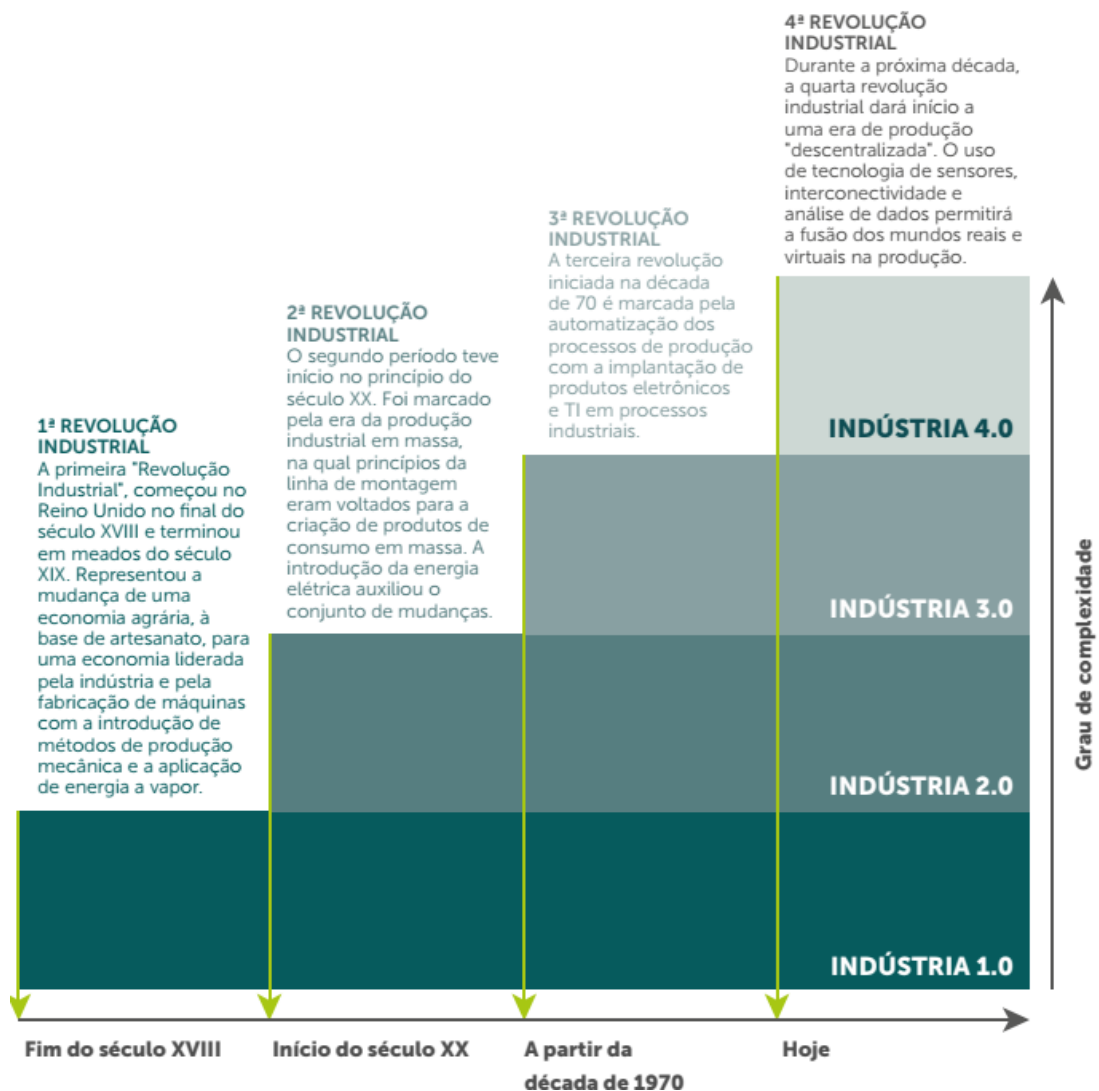 4ª REVOLUÇÃO
INDUSTRIAL
Durante a próxima década,
a quarta revolução
industrial dará início a
uma era de produção
"descentralizada". O uso
de tecnologia de sensores,
interconectividade e
análise de dados permitirá
a fusão dos mundos reais e
virtuais na produção.
3ª REVOLUÇÃO
INDUSTRIAL
A terceira revolução
iniciada na década
de 70 é marcada pela
automatização dos
processos de produção
com a implantação de
produtos eletrônicos
e TI em processos
industriais.
2ª REVOLUÇÃO
INDUSTRIAL
O segundo período teve
início no princípio do
século XX. Foi marcado
pela era da produção
industrial em massa,
na qual princípios da
linha de montagem
eram voltados para a
criação de produtos de
consumo em massa. A
introdução da energia
elétrica auxiliou o
conjunto de mudanças.
1ª REVOLUÇÃO
INDUSTRIAL
A primeira "Revolução
Industrial", começou no
Reino Unido no final do
século XVIII e terminou
em meados do século
XIX. Representou a
mudança de uma
economia agrária, à
base de artesanato, para
uma economia liderada
pela indústria e pela
fabricação de máquinas
com a introdução de
métodos de produção
mecânica e a aplicação
de energia a vapor.
INDÚSTRIA 4.0
INDÚSTRIA 3.0
INDÚSTRIA 2.0
INDÚSTRIA 1.0
Grau de complexidade
Fim do século XVIII
Início do século XX
A partir da
década de 1970
Hoje